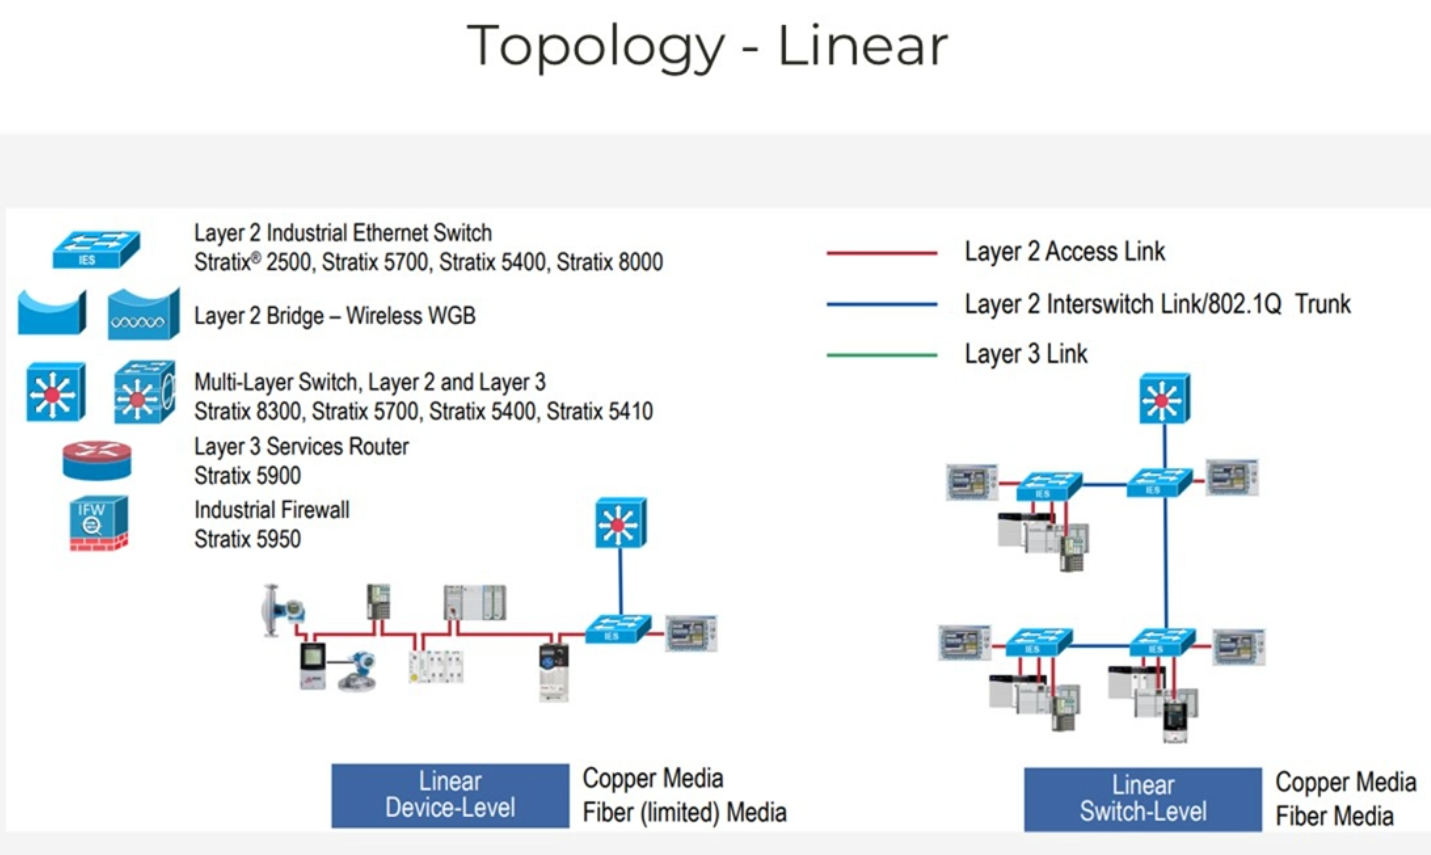 Topology - Linear
IES
Layer 2 Industrial Ethernet Switch
Stratix® 2500, Stratix 5700, Stratix 5400, Stratix 8000
Layer 2 Bridge – Wireless WGB
Multi-Layer Switch, Layer 2 and Layer 3
Stratix 8300, Stratix 5700, Stratix 5400, Stratix 5410
Layer 3 Services Router
Stratix 5900
IFW
Industrial Firewall
Stratix 5950
Layer 2 Access Link
Layer 2 Interswitch Link/802.1Q Trunk
Layer 3 Link
IES
IES
IES
IES
IES
Linear
Device-Level
Copper Media
Fiber (limited) Media
Linear
Switch-Level
Copper Media
Fiber Media